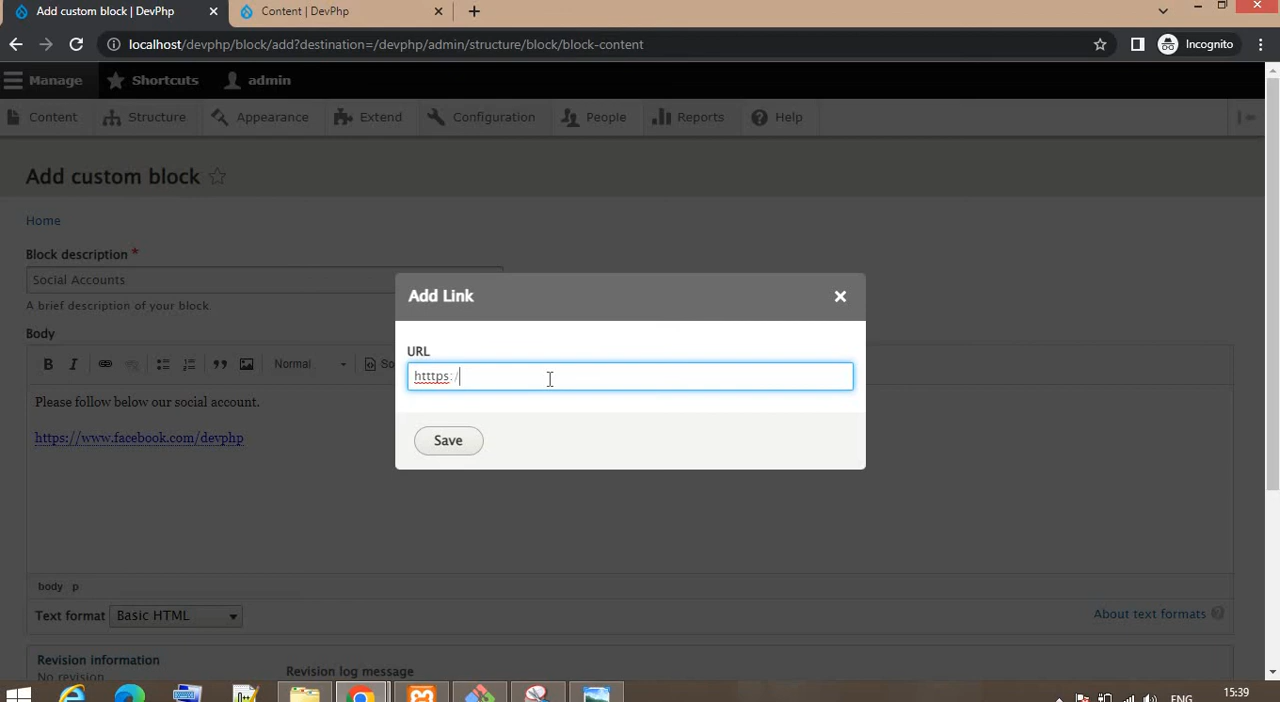 Add custom block | DevPhp
Content | DevPhp
localhost/devphp/block/add?destination=/devphp/admin/structure/block/block-content
Incognito
Manage
Shortcuts
admin
Content
Structure
Appearance
Extend
Configuration
People
Reports
Help
Add custom block
Home
Block description *
Social Accounts
A brief description of your block
Body
Normal
Please follow below our social account.
https://www.facebook.com/devphp
Add Link
URL
htttps:/
Save
body p
Text format Basic HTML
About text formats
Revision information
No revision
Revision log message
ENG
15:39